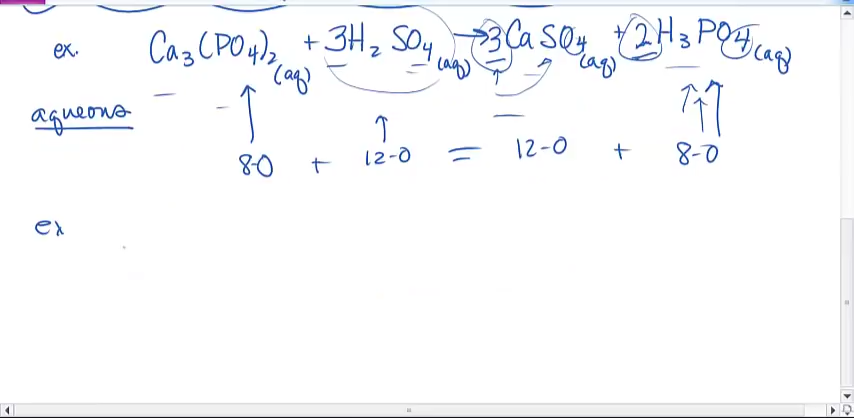 ex. Ca₃(PO₄)₂(aq) + 3H₂SO₄(aq) → 3CaSO₄(aq) + 2H₃PO₄(aq)
aqueous
8-O + 12-O = 12-O + 8-O
ex